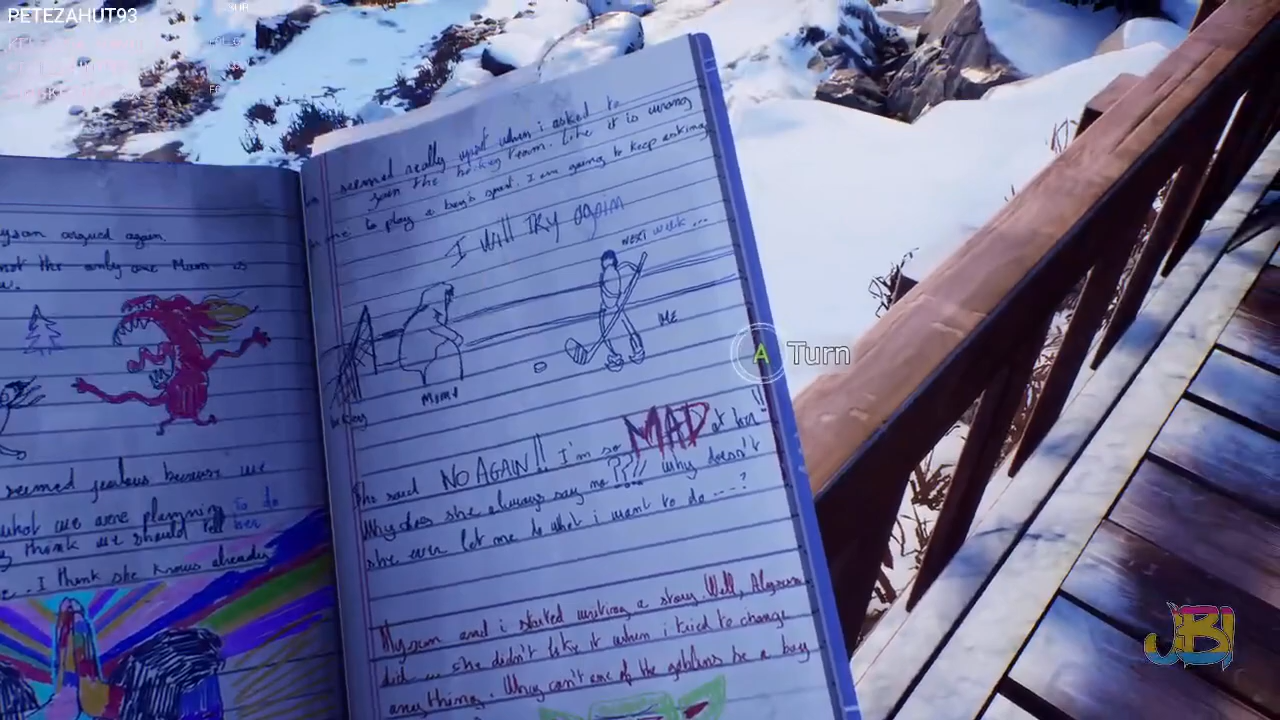 PETEZAHUT93
argued again.
not the only one Mum is
seemed jealous because we
what we were planning to do
think we should tell her
I think she knows already
seemed really upset when i asked to
join the hockey team. Like it is wrong
to play a boy's sport. I am going to keep asking
I will TRY again
NEXT week ...
ME
MUM
she said NO AGAIN!! I'm so MAD at her!!
Why does she always say no ??!! Why doesn't
she ever let me do what i want to do ....?
Alyson and i started writing a story. Well, Alyson
did... she didn't like it when i tried to change
anything. Why can't one of the goblins be a boy
A Turn
JBI